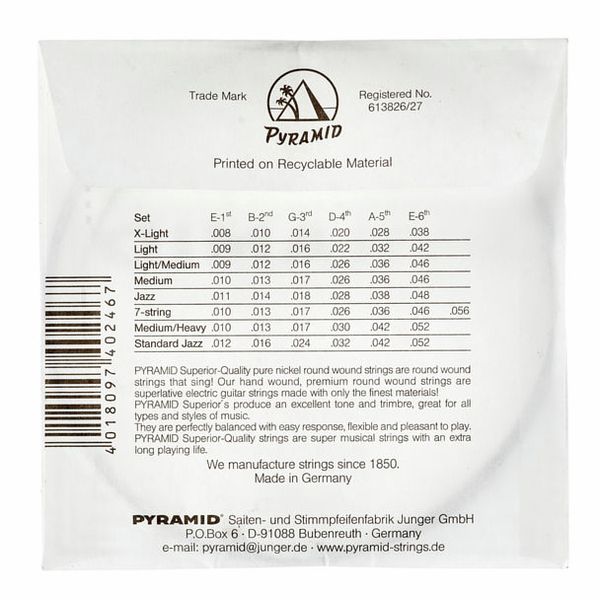 Trade Mark
Registered No.
613826/27
PYRAMID
Printed on Recyclable Material
Set E-1st B-2nd G-3rd D-4th A-5th E-6th
X-Light .008 .010 .014 .020 .028 .038
Light .009 .012 .016 .022 .032 .042
Light/Medium .009 .012 .016 .026 .036 .046
Medium .010 .013 .017 .026 .036 .046
Jazz .011 .014 .018 .028 .038 .048
7-string .010 .013 .017 .026 .036 .046 .056
Medium/Heavy .010 .013 .017 .030 .042 .052
Standard Jazz .012 .016 .024 .032 .042 .052
PYRAMID Superior-Quality pure nickel round wound strings are round wound
strings that sing! Our hand wound, premium round wound strings are
superlative electric guitar strings made with only the finest materials!
PYRAMID Superior´s produce an excellent tone and trimbre, great for all
types and styles of music.
They are perfectly balanced with easy response, flexible and pleasant to play.
PYRAMID Superior-Quality strings are super musical strings with an extra
long playing life.
We manufacture strings since 1850.
Made in Germany
PYRAMID® Saiten- und Stimmpfeifenfabrik Junger GmbH
P.O.Box 6 · D-91088 Bubenreuth · Germany
e-mail: pyramid@junger.de · www.pyramid-strings.de
4 018097 402467